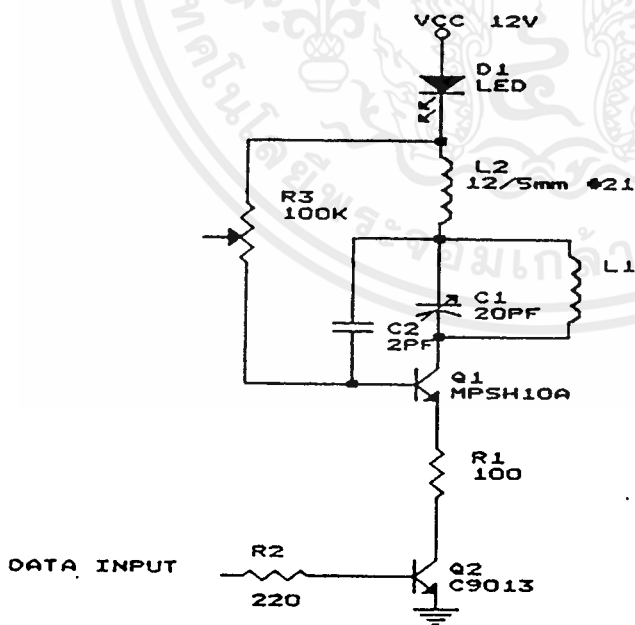 VCC 12V
D1
LED
L2
12/5mm #21
R3
100K
L1
C1
20PF
C2
2PF
Q1
MPSH10A
R1
100
DATA INPUT
R2
220
Q2
C9013